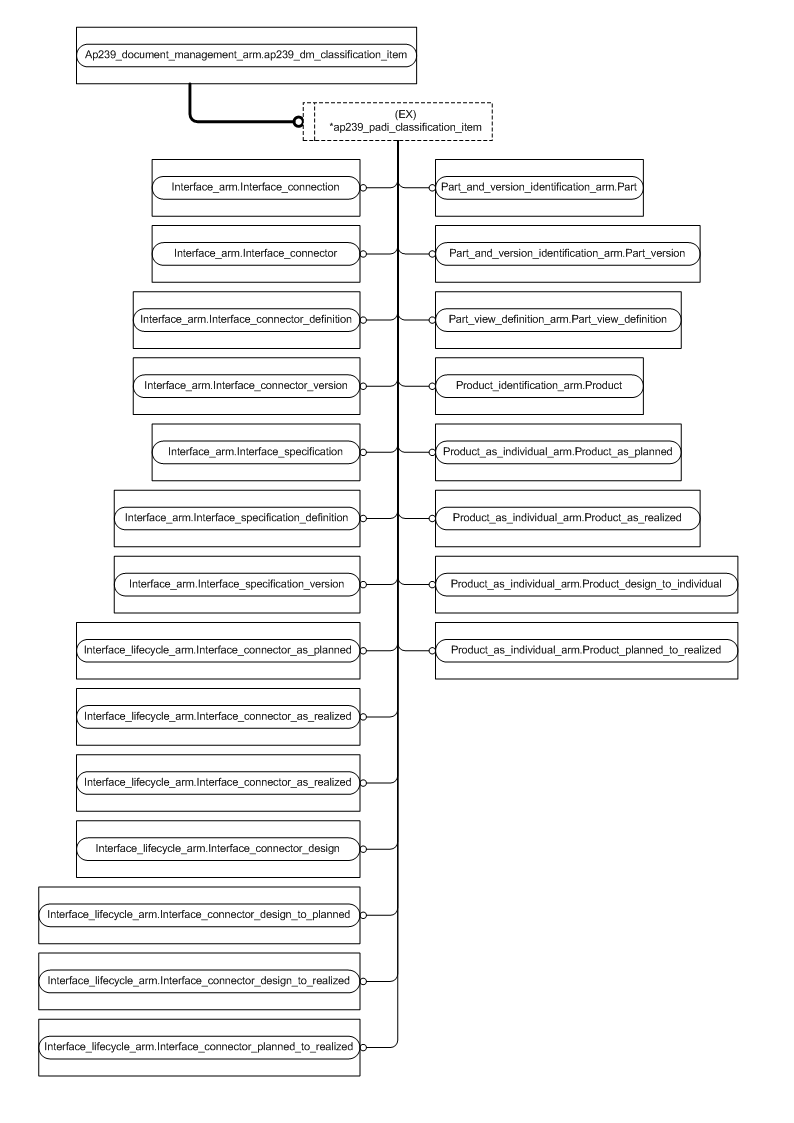 Ap239_document_management_arm.ap239_dm_classification_item
(EX)
*ap239_padi_classification_item
Interface_arm.Interface_connection
Part_and_version_identification_arm.Part
Interface_arm.Interface_connector
Part_and_version_identification_arm.Part_version
Interface_arm.Interface_connector_definition
Part_view_definition_arm.Part_view_definition
Interface_arm.Interface_connector_version
Product_identification_arm.Product
Interface_arm.Interface_specification
Product_as_individual_arm.Product_as_planned
Interface_arm.Interface_specification_definition
Product_as_individual_arm.Product_as_realized
Interface_arm.Interface_specification_version
Product_as_individual_arm.Product_design_to_individual
Interface_lifecycle_arm.Interface_connector_as_planned
Product_as_individual_arm.Product_planned_to_realized
Interface_lifecycle_arm.Interface_connector_as_realized
Interface_lifecycle_arm.Interface_connector_as_realized
Interface_lifecycle_arm.Interface_connector_design
Interface_lifecycle_arm.Interface_connector_design_to_planned
Interface_lifecycle_arm.Interface_connector_design_to_realized
Interface_lifecycle_arm.Interface_connector_planned_to_realized